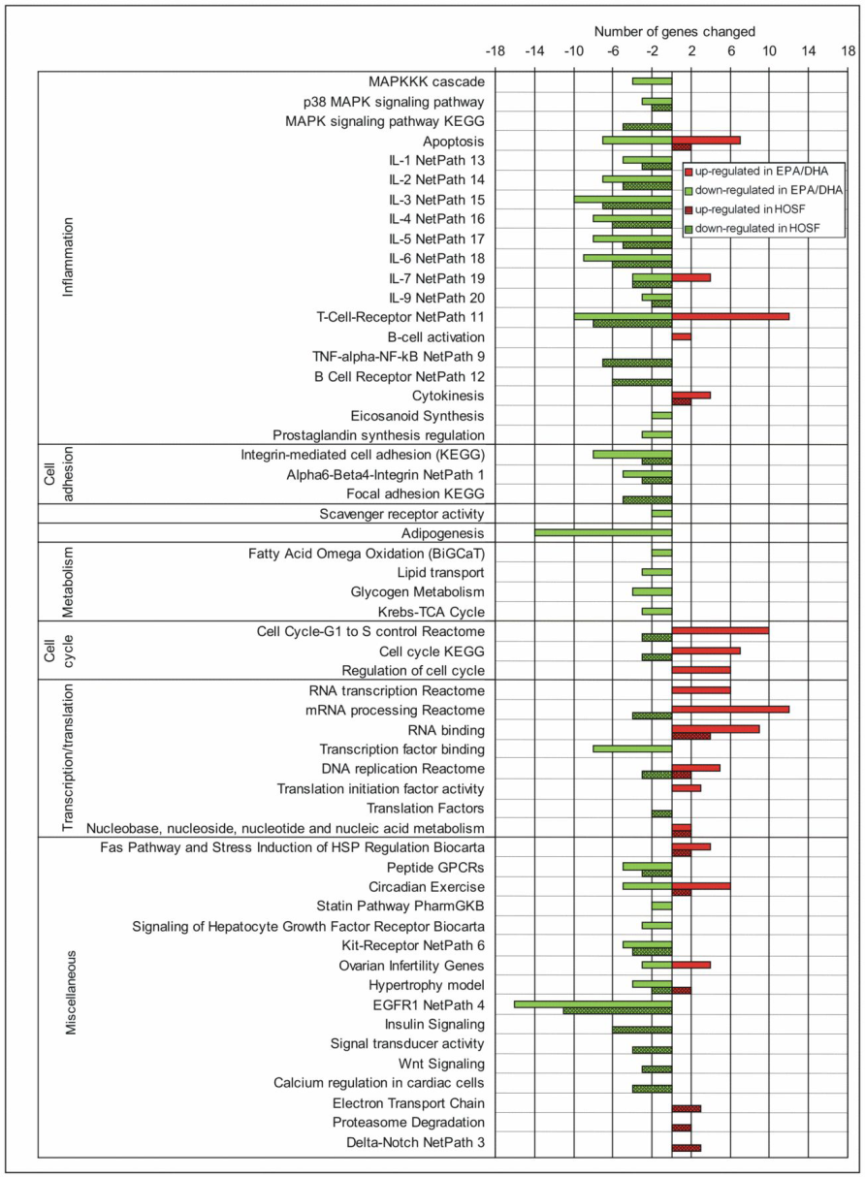 Number of genes changed
-18 -14 -10 -6 -2 2 6 10 14 18
Inflammation
MAPKKK cascade
p38 MAPK signaling pathway
MAPK signaling pathway KEGG
Apoptosis
IL-1 NetPath 13
IL-2 NetPath 14
IL-3 NetPath 15
IL-4 NetPath 16
IL-5 NetPath 17
IL-6 NetPath 18
IL-7 NetPath 19
IL-9 NetPath 20
T-Cell-Receptor NetPath 11
B-cell activation
TNF-alpha-NF-kB NetPath 9
B Cell Receptor NetPath 12
Cytokinesis
Eicosanoid Synthesis
Prostaglandin synthesis regulation
up-regulated in EPA/DHA
down-regulated in EPA/DHA
up-regulated in HOSF
down-regulated in HOSF
Cell
adhesion
Integrin-mediated cell adhesion (KEGG)
Alpha6-Beta4-Integrin NetPath 1
Focal adhesion KEGG
Scavenger receptor activity
Adipogenesis
Metabolism
Fatty Acid Omega Oxidation (BiGCaT)
Lipid transport
Glycogen Metabolism
Krebs-TCA Cycle
Cell
cycle
Cell Cycle-G1 to S control Reactome
Cell cycle KEGG
Regulation of cell cycle
Transcription/translation
RNA transcription Reactome
mRNA processing Reactome
RNA binding
Transcription factor binding
DNA replication Reactome
Translation initiation factor activity
Translation Factors
Nucleobase, nucleoside, nucleotide and nucleic acid metabolism
Miscellaneous
Fas Pathway and Stress Induction of HSP Regulation Biocarta
Peptide GPCRs
Circadian Exercise
Statin Pathway PharmGKB
Signaling of Hepatocyte Growth Factor Receptor Biocarta
Kit-Receptor NetPath 6
Ovarian Infertility Genes
Hypertrophy model
EGFR1 NetPath 4
Insulin Signaling
Signal transducer activity
Wnt Signaling
Calcium regulation in cardiac cells
Electron Transport Chain
Proteasome Degradation
Delta-Notch NetPath 3